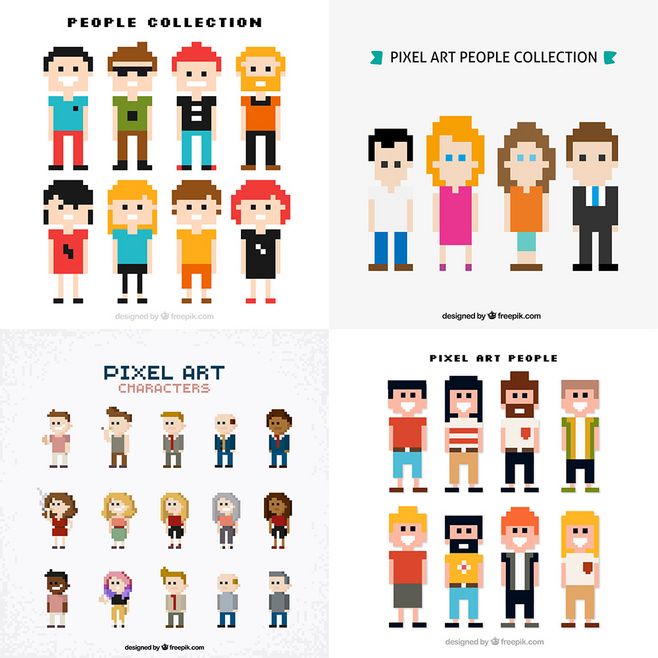 PEOPLE COLLECTION
designed by freepik.com
PIXEL ART PEOPLE COLLECTION
designed by freepik.com
PIXEL ART
CHARACTERS
designed by freepik.com
PIXEL ART PEOPLE
designed by freepik.com